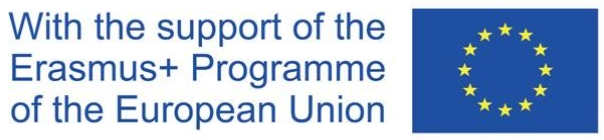 With the support of the
Erasmus+ Programme
of the European Union